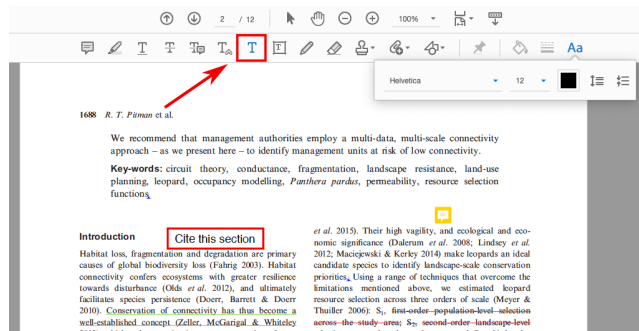 2 / 12 100%
Aa
Helvetica 12
1688 R. T. Pitman et al.
We recommend that management authorities employ a multi-data, multi-scale connectivity
approach – as we present here – to identify management units at risk of low connectivity.
Key-words: circuit theory, conductance, fragmentation, landscape resistance, land-use
planning, leopard, occupancy modelling, Panthera pardus, permeability, resource selection
functions
Introduction
Cite this section
Habitat loss, fragmentation and degradation are primary
causes of global biodiversity loss (Fahrig 2003). Habitat
connectivity confers ecosystems with greater resilience
towards disturbance (Olds et al. 2012), and ultimately
facilitates species persistence (Doerr, Barrett & Doerr
2010). Conservation of connectivity has thus become a
well-established concept (Zeller, McGarigal & Whiteley
et al. 2015). Their high vagility, and ecological and eco-
nomic significance (Dalerum et al. 2008; Lindsey et al.
2012; Maciejewski & Kerley 2014) make leopards an ideal
candidate species to identify landscape-scale conservation
priorities. Using a range of techniques that overcome the
limitations mentioned above, we estimated leopard
resource selection across three orders of scale (Meyer &
Thuiller 2006): S1, first-order population-level selection
across the study area; S2, second-order landscape-level